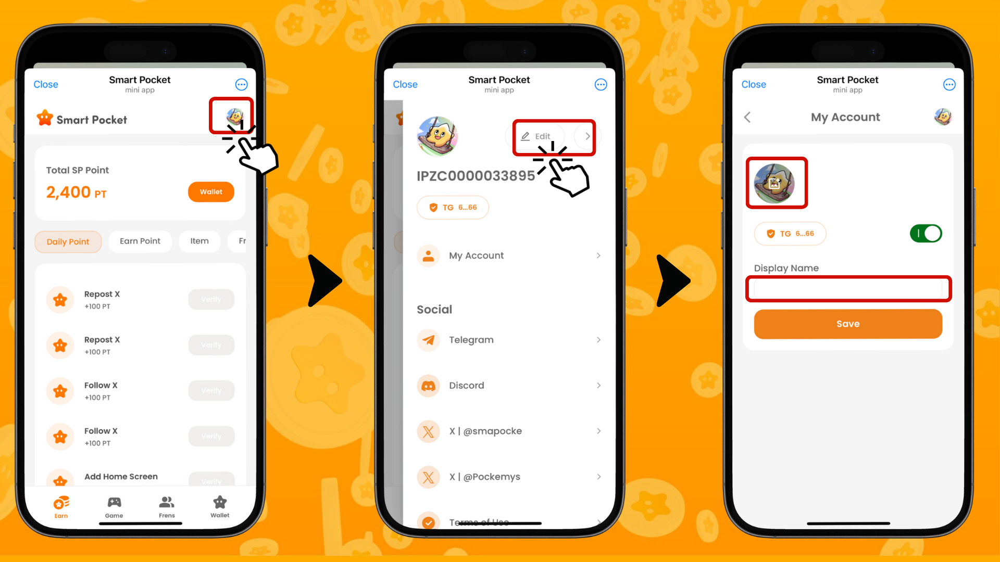 Close
Smart Pocket
mini app
Smart Pocket
Total SP Point
2,400 PT
Wallet
Daily Point
Earn Point
Item
Fr
Repost X
+100 PT
Verify
Repost X
+100 PT
Verify
Follow X
+100 PT
Verify
Follow X
+100 PT
Verify
Add Home Screen
Verify
Earn
Game
Frens
Wallet
Close
Smart Pocket
mini app
Edit
IPZC0000033895
TG 6...66
My Account
Social
Telegram
Discord
X | @smapocke
X | @Pockemys
Terms of Use
Close
Smart Pocket
mini app
My Account
TG 6...66
Display Name
Save